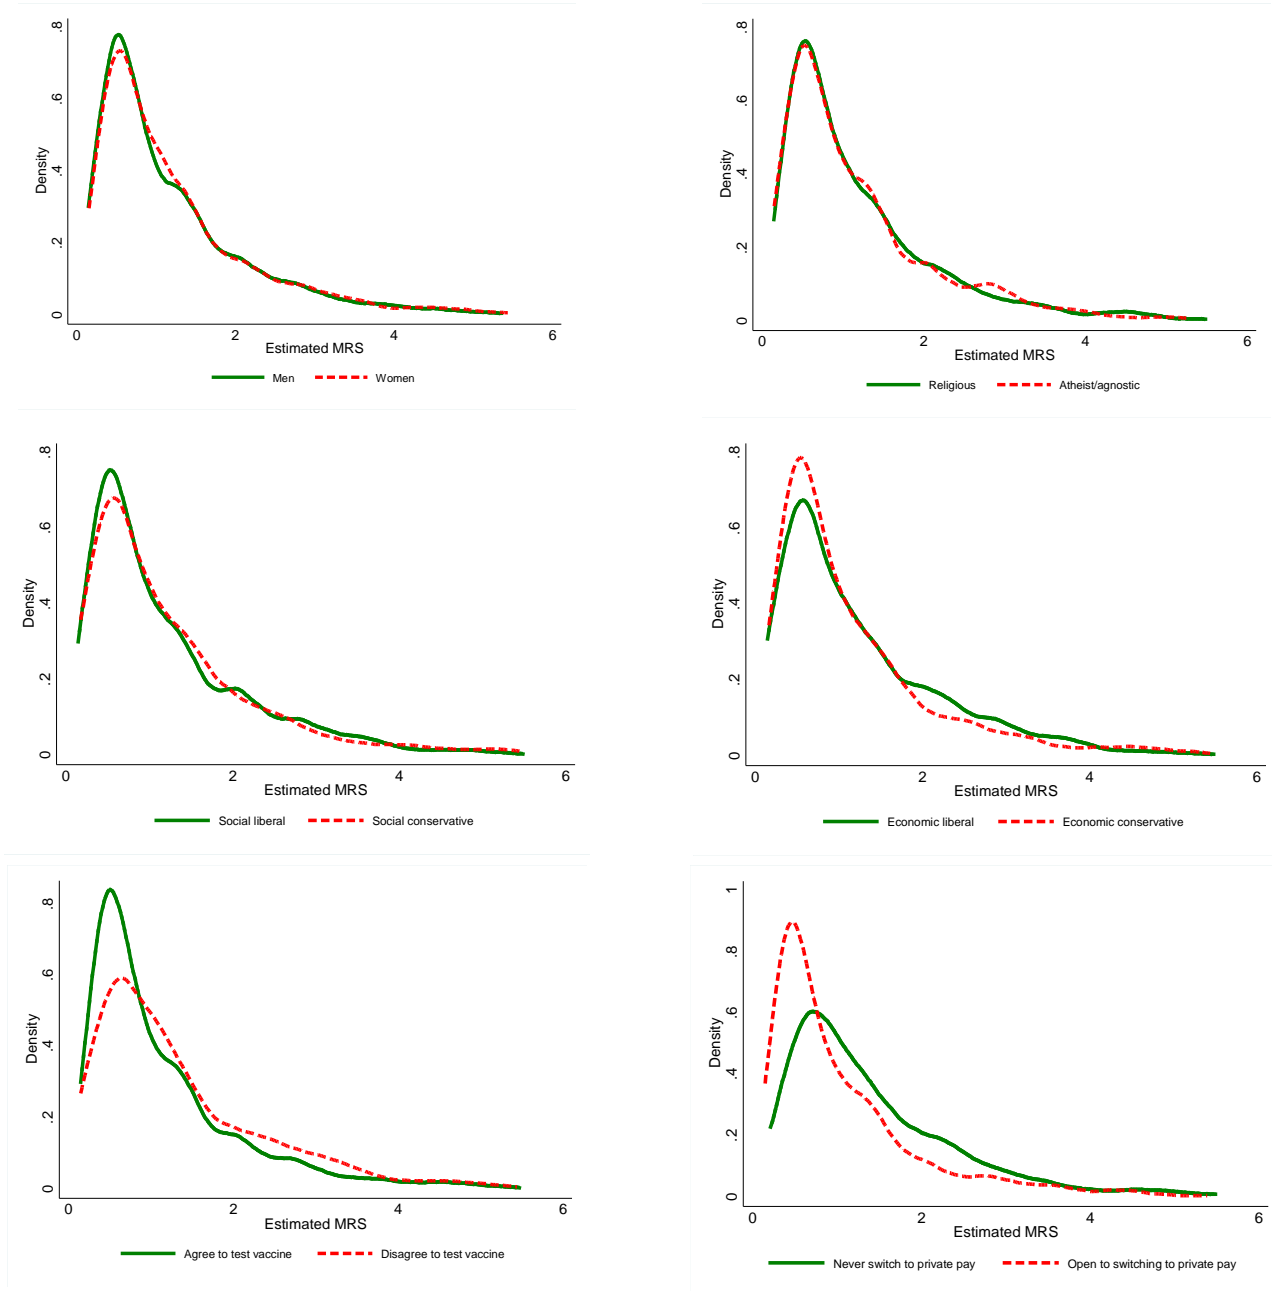 .8
.6
.4
.2
0
Density
0 2 4 6
Estimated MRS
Men Women
.8
.6
.4
.2
0
Density
0 2 4 6
Estimated MRS
Religious Atheist/agnostic
.8
.6
.4
.2
0
Density
0 2 4 6
Estimated MRS
Social liberal Social conservative
.8
.6
.4
.2
0
Density
0 2 4 6
Estimated MRS
Economic liberal Economic conservative
.8
.6
.4
.2
0
Density
0 2 4 6
Estimated MRS
Agree to test vaccine Disagree to test vaccine
1
.8
.6
.4
.2
0
Density
0 2 4 6
Estimated MRS
Never switch to private pay Open to switching to private pay